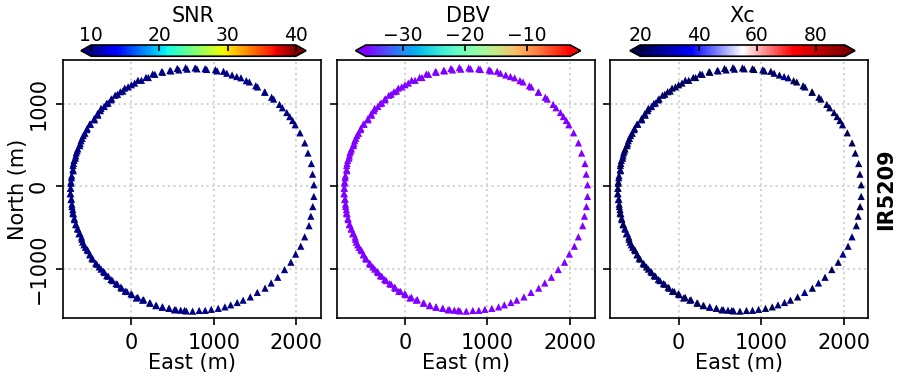 SNR DBV Xc
10 20 30 40 −30 −20 −10 20 40 60 80
1000
0
−1000
North (m)
IR5209
0 1000 2000 0 1000 2000 0 1000 2000
East (m) East (m) East (m)